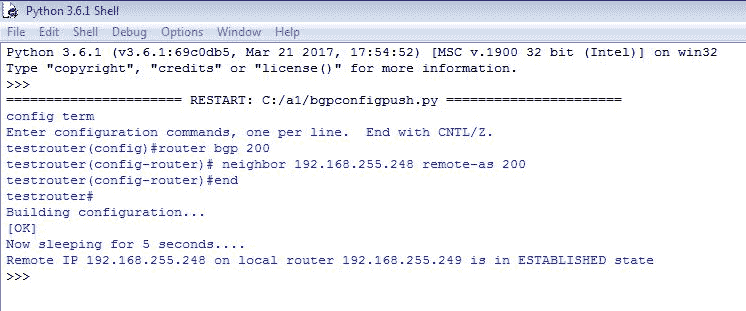 Python 3.6.1 Shell
File Edit Shell Debug Options Window Help
Python 3.6.1 (v3.6.1:69c0db5, Mar 21 2017, 17:54:52) [MSC v.1900 32 bit (Intel)] on win32
Type "copyright", "credits" or "license()" for more information.
>>>
====================== RESTART: C:/a1/bgpconfigpush.py ======================
config term
Enter configuration commands, one per line.  End with CNTL/Z.
testrouter(config)#router bgp 200
testrouter(config-router)# neighbor 192.168.255.248 remote-as 200
testrouter(config-router)#end
testrouter#
Building configuration...
[OK]
Now sleeping for 5 seconds....
Remote IP 192.168.255.248 on local router 192.168.255.249 is in ESTABLISHED state
>>>